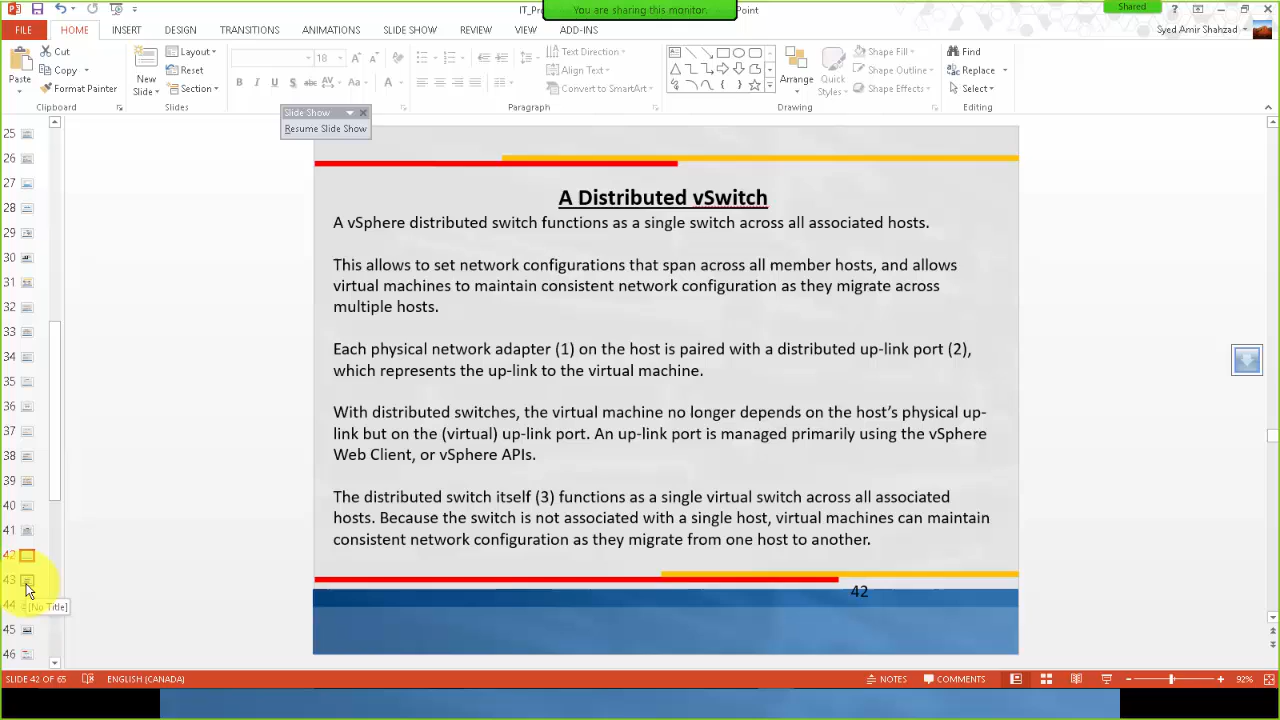 IT_Pr
Point
You are sharing this monitor.
Shared
FILE HOME INSERT DESIGN TRANSITIONS ANIMATIONS SLIDE SHOW REVIEW VIEW ADD-INS
Syed Amir Shahzad
Paste
Cut
Copy
Format Painter
Clipboard
New
Slide
Layout
Reset
Section
Slides
18
B I U S abc AV Aa A
Paragraph
Text Direction
Align Text
Convert to SmartArt
Arrange
Quick
Styles
Shape Fill
Shape Outline
Shape Effects
Drawing
Find
Replace
Select
Editing
Slide Show
Resume Slide Show
25
26
27
28
29
30
31
32
33
34
35
36
37
38
39
40
41
42
43
44
45
46
[No Title]
A Distributed vSwitch
A vSphere distributed switch functions as a single switch across all associated hosts.
This allows to set network configurations that span across all member hosts, and allows
virtual machines to maintain consistent network configuration as they migrate across
multiple hosts.
Each physical network adapter (1) on the host is paired with a distributed up-link port (2),
which represents the up-link to the virtual machine.
With distributed switches, the virtual machine no longer depends on the host’s physical up-
link but on the (virtual) up-link port. An up-link port is managed primarily using the vSphere
Web Client, or vSphere APIs.
The distributed switch itself (3) functions as a single virtual switch across all associated
hosts. Because the switch is not associated with a single host, virtual machines can maintain
consistent network configuration as they migrate from one host to another.
42
SLIDE 42 OF 65 ENGLISH (CANADA) NOTES COMMENTS 92%